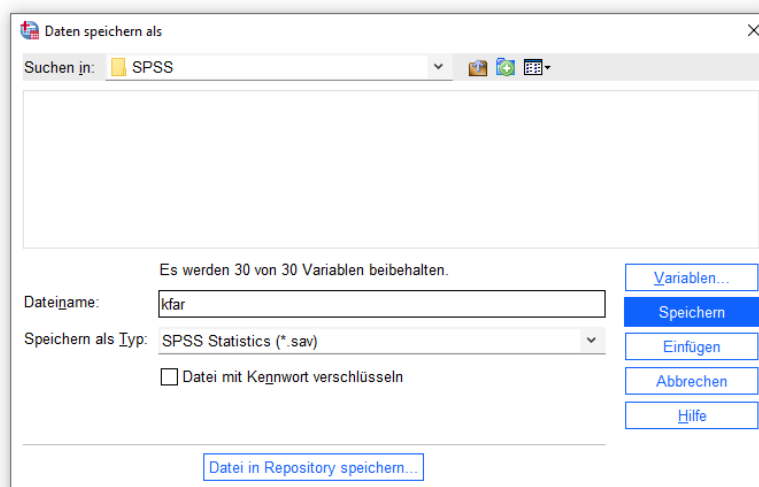 Daten speichern als
Suchen in: SPSS
Es werden 30 von 30 Variablen beibehalten.
Variablen...
Dateiname: kfar
Speichern
Speichern als Typ: SPSS Statistics (*.sav)
Einfügen
Datei mit Kennwort verschlüsseln
Abbrechen
Hilfe
Datei in Repository speichern...